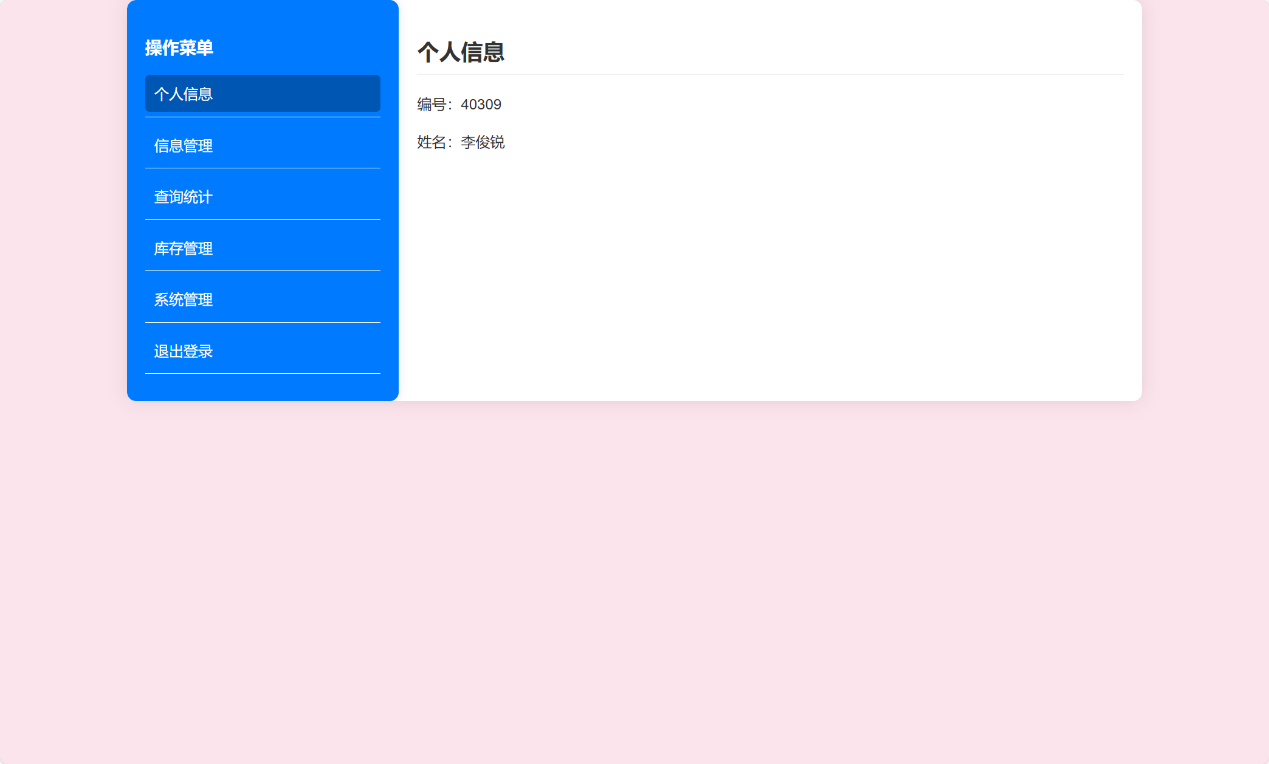 操作菜单
个人信息
信息管理
查询统计
库存管理
系统管理
退出登录
个人信息
编号：40309
姓名：李俊锐